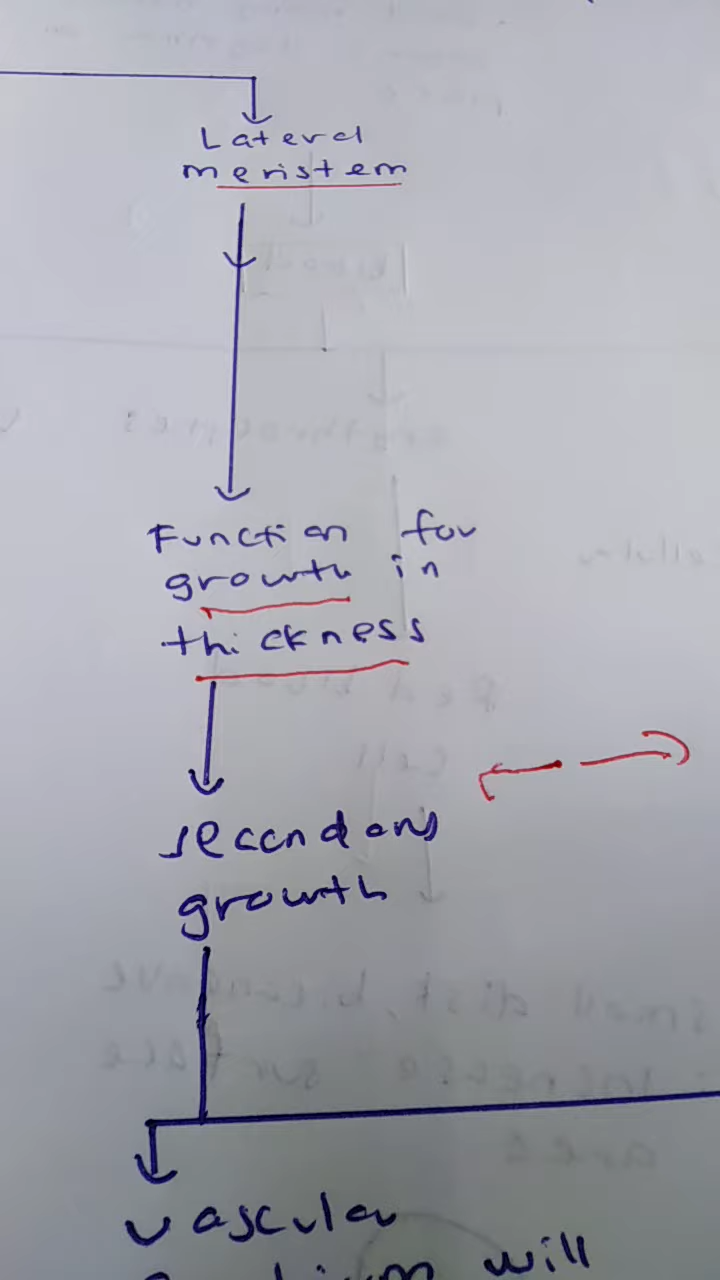 Lateral
meristem
Function for
growth in
thickness
secondary
growth
vascular
will